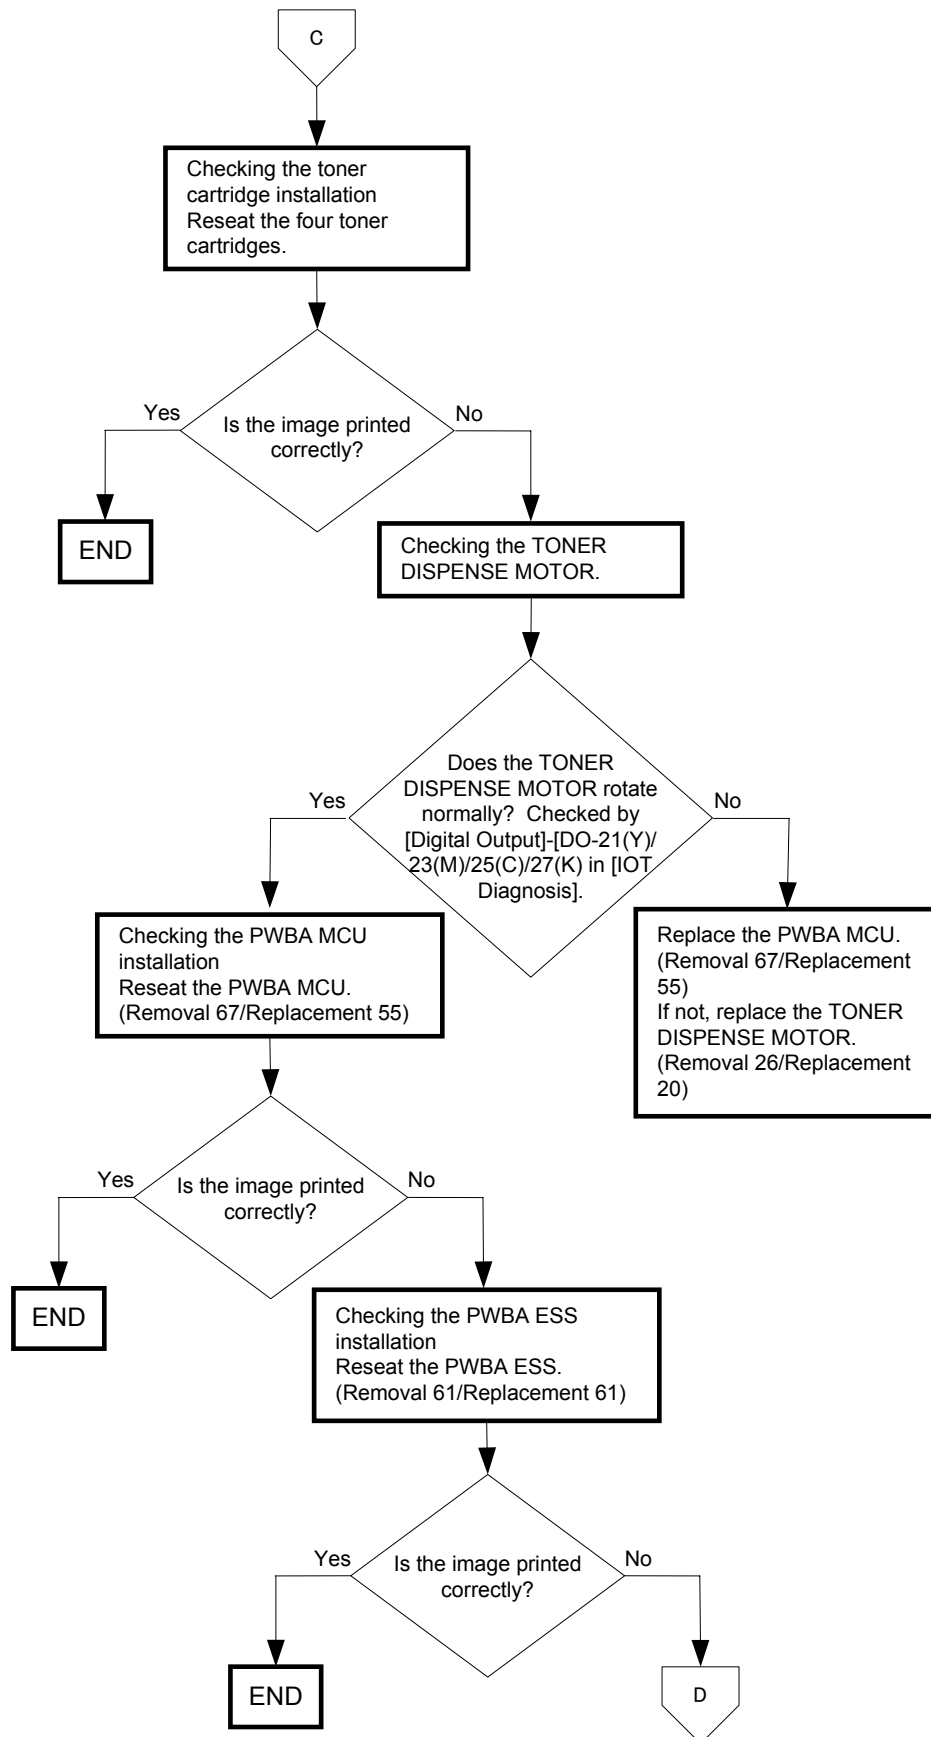 C
Checking the toner
cartridge installation
Reseat the four toner
cartridges.
Yes
No
Is the image printed
correctly?
END
Checking the TONER
DISPENSE MOTOR.
Does the TONER
DISPENSE MOTOR rotate
normally?  Checked by
[Digital Output]-[DO-21(Y)/
23(M)/25(C)/27(K) in [IOT
Diagnosis].
Yes
No
Checking the PWBA MCU
installation
Reseat the PWBA MCU.
(Removal 67/Replacement 55)
Replace the PWBA MCU.
(Removal 67/Replacement
55)
If not, replace the TONER
DISPENSE MOTOR.
(Removal 26/Replacement
20)
Yes
No
Is the image printed
correctly?
END
Checking the PWBA ESS
installation
Reseat the PWBA ESS.
(Removal 61/Replacement 61)
Yes
No
Is the image printed
correctly?
END
D